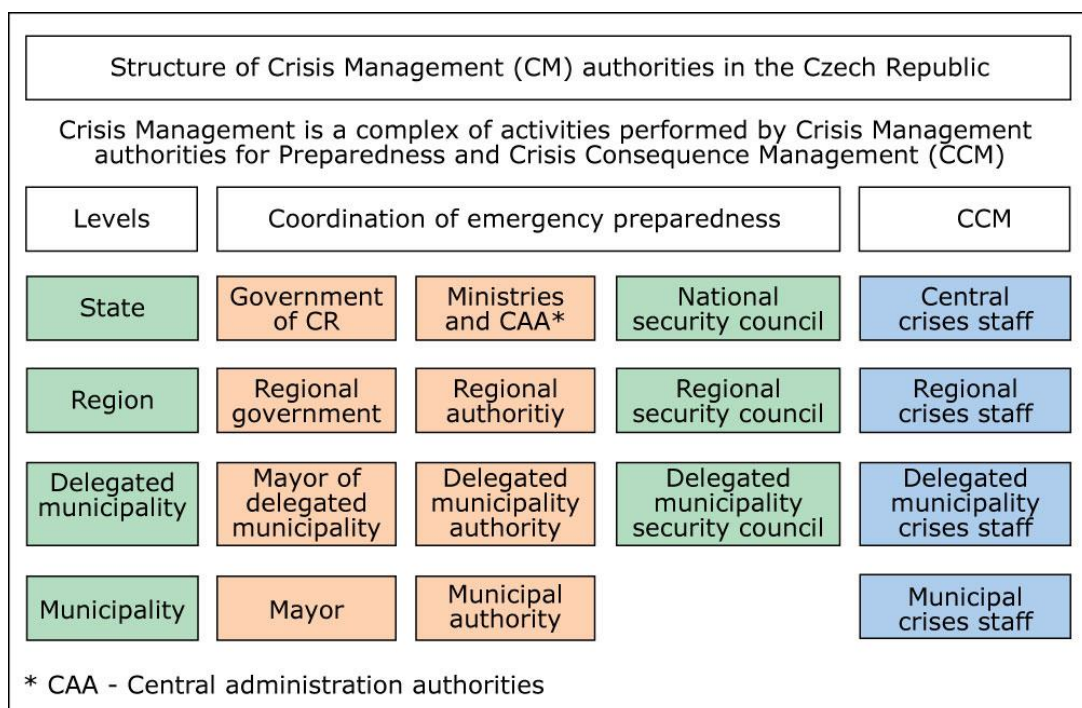 Structure of Crisis Management (CM) authorities in the Czech Republic
Crisis Management is a complex of activities performed by Crisis Management
authorities for Preparedness and Crisis Consequence Management (CCM)
Levels
Coordination of emergency preparedness
CCM
State
Government
of CR
Ministries
and CAA*
National
security council
Central
crises staff
Region
Regional
government
Regional
authoritiy
Regional
security council
Regional
crises staff
Delegated
municipality
Mayor of
delegated
municipality
Delegated
municipality
authority
Delegated
municipality
security council
Delegated
municipality
crises staff
Municipality
Mayor
Municipal
authority
Municipal
crises staff
* CAA - Central administration authorities